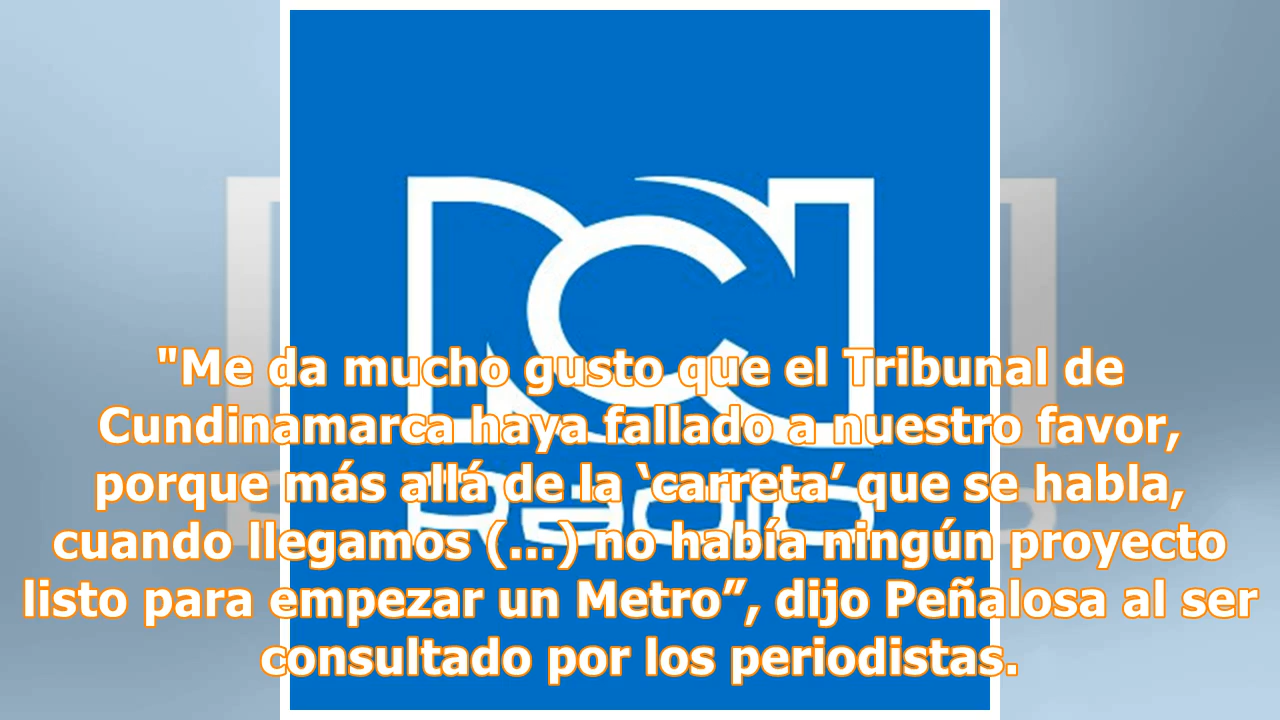 RCN
Radio
"Me da mucho gusto que el Tribunal de
Cundinamarca haya fallado a nuestro favor,
porque más allá de la ‘carreta’ que se habla,
cuando llegamos (...) no había ningún proyecto
listo para empezar un Metro”, dijo Peñalosa al ser
consultado por los periodistas.